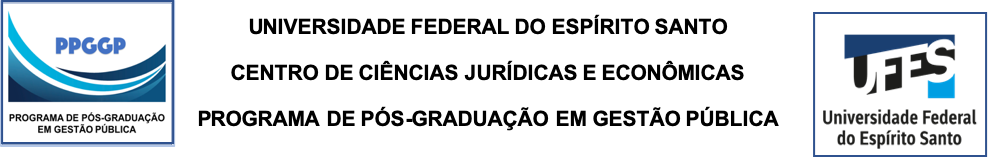 PPGGP
PROGRAMA DE PÓS-GRADUAÇÃO
EM GESTÃO PÚBLICA
UNIVERSIDADE FEDERAL DO ESPÍRITO SANTO
CENTRO DE CIÊNCIAS JURÍDICAS E ECONÔMICAS
PROGRAMA DE PÓS-GRADUAÇÃO EM GESTÃO PÚBLICA
UFES
Universidade Federal
do Espírito Santo